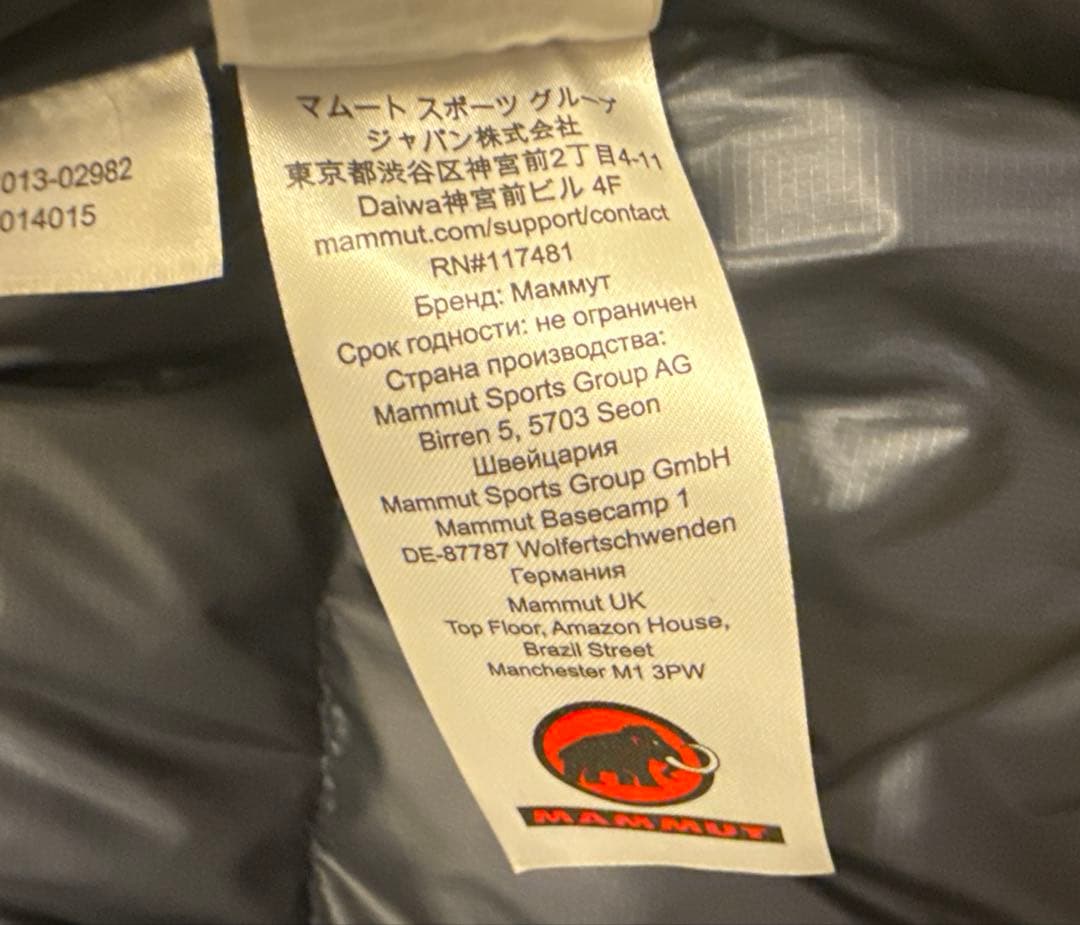 013-02982
014015
マムート スポーツ グループ
ジャパン株式会社
東京都渋谷区神宮前2丁目4-11
Daiwa神宮前ビル 4F
mammut.com/support/contact
RN#117481
Бренд: Маммут
Срок годности: не ограничен
Страна производства:
Mammut Sports Group AG
Birren 5, 5703 Seon
Швейцария
Mammut Sports Group GmbH
Mammut Basecamp 1
DE-87787 Wolfertschwenden
Германия
Mammut UK
Top Floor, Amazon House,
Brazil Street
Manchester M1 3PW
MAMMUT